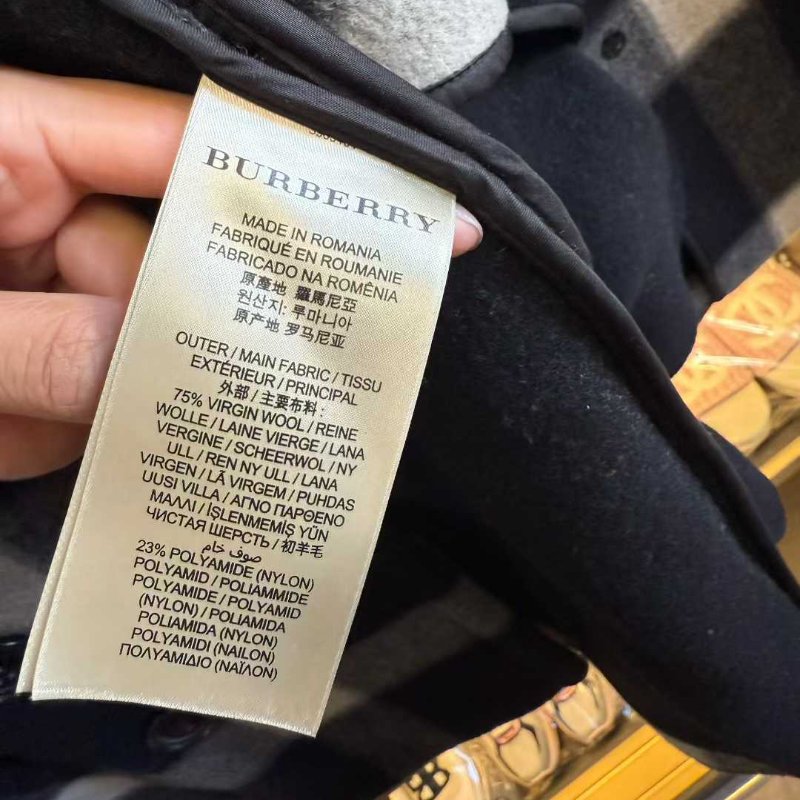 BURBERRY
MADE IN ROMANIA
FABRIQUÉ EN ROUMANIE
FABRICADO NA ROMÊNIA
原產地 羅馬尼亞
원산지: 루마니아
原产地 罗马尼亚
OUTER / MAIN FABRIC / TISSU
EXTÉRIEUR / PRINCIPAL
外部 / 主要布料 :
75% VIRGIN WOOL / REINE
WOLLE / LAINE VIERGE / LANA
VERGINE / SCHEERWOL / NY
ULL / REN NY ULL / LANA
VIRGEN / LÃ VIRGEM / PUHDAS
UUSI VILLA / ΑΓΝΟ ΠΑΡΘΕΝΟ
ΜΑΛΛΙ / İŞLENMEMİŞ YÜN
ЧИСТАЯ ШЕРСТЬ / 初羊毛
صوف خام
23% POLYAMIDE (NYLON)
POLYAMID / POLIAMMIDE
POLYAMIDE / POLYAMID
(NYLON) / POLIAMIDA
POLIAMIDA (NYLON)
POLYAMIDI (NAILON)
ΠΟΛΥΑΜΙΔΙΟ (ΝΑΪΛΟΝ)